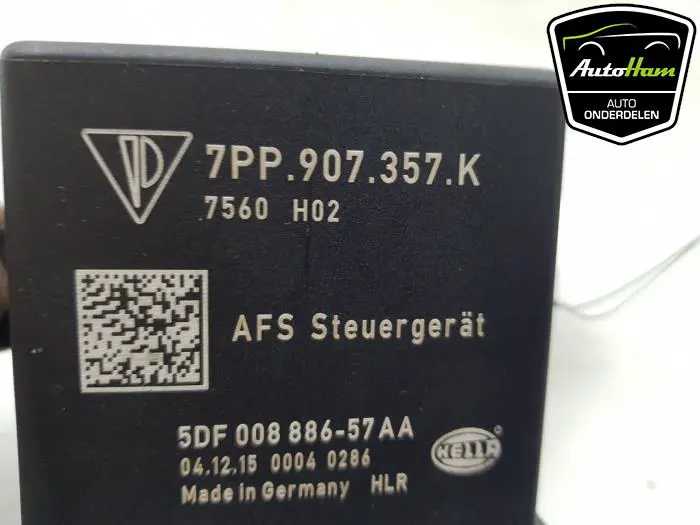 AutoHam
AUTO
ONDERDELEN
7PP.907.357.K
7560 H02
AFS Steuergerät
5DF 008 886-57AA
04.12.15 0004 0286
HELLA
Made in Germany HLR